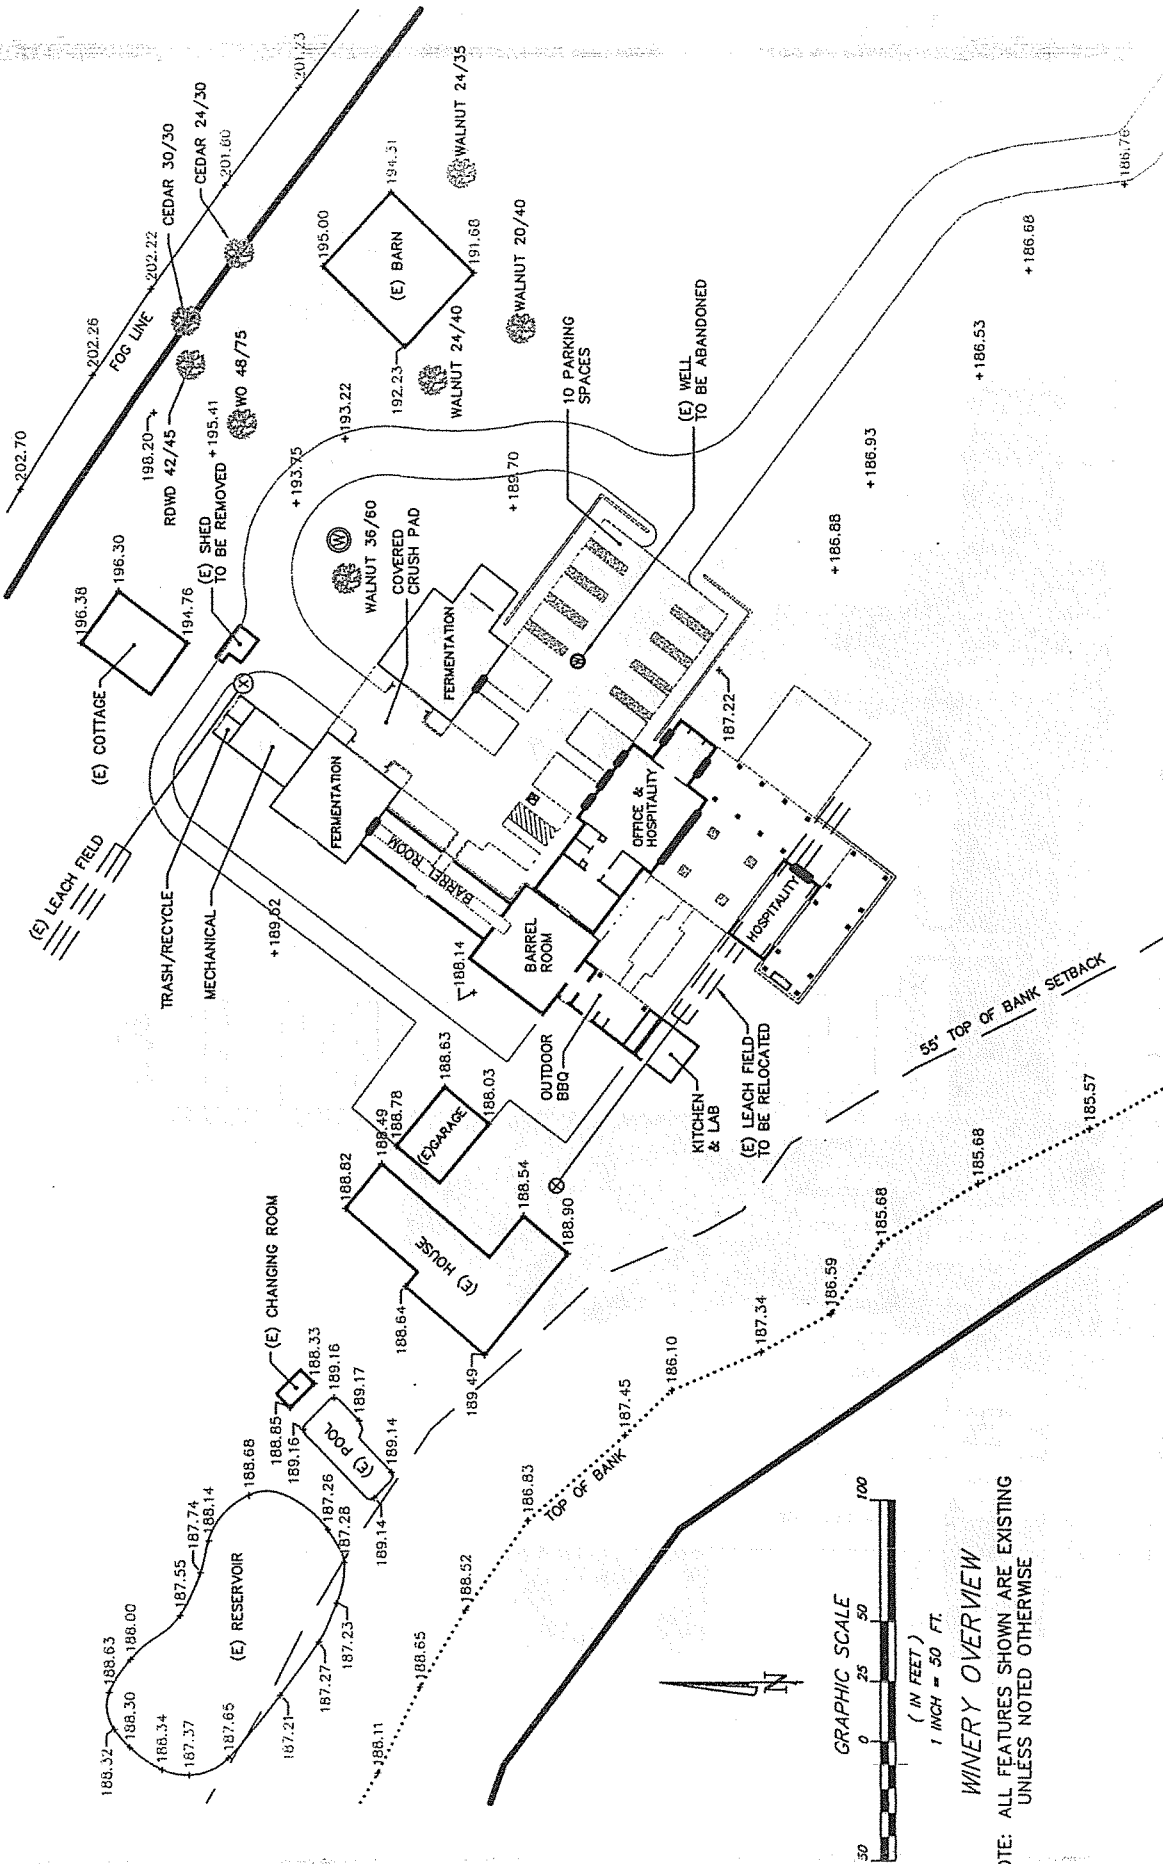 (E) RESERVOIR
188.32
188.63
188.00
188.30
188.34
187.37
187.65
187.21
187.27
187.23
187.28
187.26
187.55
187.74
188.14
188.68
(E) CHANGING ROOM
188.85
188.33
189.16
189.16
189.17
(E) POOL
189.14
189.14
188.82
188.49
188.78
188.63
(E) HOUSE
(E)GARAGE
188.03
188.64
188.54
188.90
189.49
188.11
188.65
188.52
186.83
TOP OF BANK
187.45
186.10
187.34
186.59
185.68
185.68
185.57
55' TOP OF BANK SETBACK
(E) LEACH FIELD
TRASH/RECYCLE
MECHANICAL
189.62
188.14
(E) COTTAGE
196.38
196.30
194.76
(E) SHED
TO BE REMOVED
195.41
198.20
RDWD 42/45
WO 48/75
202.70
202.26
FOG LINE
202.22
CEDAR 30/30
CEDAR 24/30
201.60
201.23
193.75
193.22
W
WALNUT 36/60
COVERED
CRUSH PAD
FERMENTATION
FERMENTATION
BARREL ROOM
BARREL
ROOM
OUTDOOR
BBQ
KITCHEN
& LAB
(E) LEACH FIELD
TO BE RELOCATED
HOSPITALITY
OFFICE &
HOSPITALITY
187.22
W
189.70
10 PARKING
SPACES
(E) WELL
TO BE ABANDONED
195.00
194.31
(E) BARN
192.23
191.68
WALNUT 24/35
WALNUT 24/40
WALNUT 20/40
186.88
186.93
186.53
186.68
186.76
N
GRAPHIC SCALE
0 25 50 100
( IN FEET )
1 INCH = 50 FT.
WINERY OVERVIEW
OTE: ALL FEATURES SHOWN ARE EXISTING
UNLESS NOTED OTHERWISE